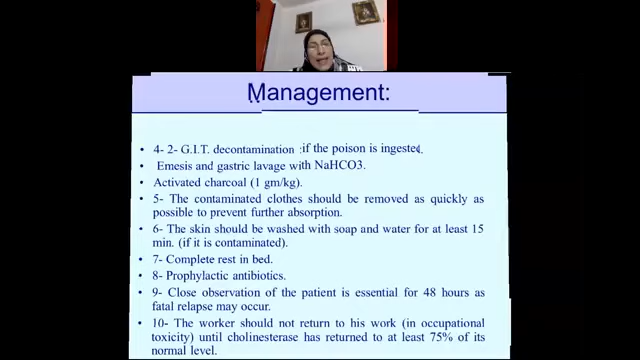 Management:
• 4- 2- G.I.T. decontamination :if the poison is ingested.
• Emesis and gastric lavage with NaHCO3.
• Activated charcoal (1 gm/kg).
• 5- The contaminated clothes should be removed as quickly as
possible to prevent further absorption.
• 6- The skin should be washed with soap and water for at least 15
min. (if it is contaminated).
• 7- Complete rest in bed.
• 8- Prophylactic antibiotics.
• 9- Close observation of the patient is essential for 48 hours as
fatal relapse may occur.
• 10- The worker should not return to his work (in occupational
toxicity) until cholinesterase has returned to at least 75% of its
normal level.